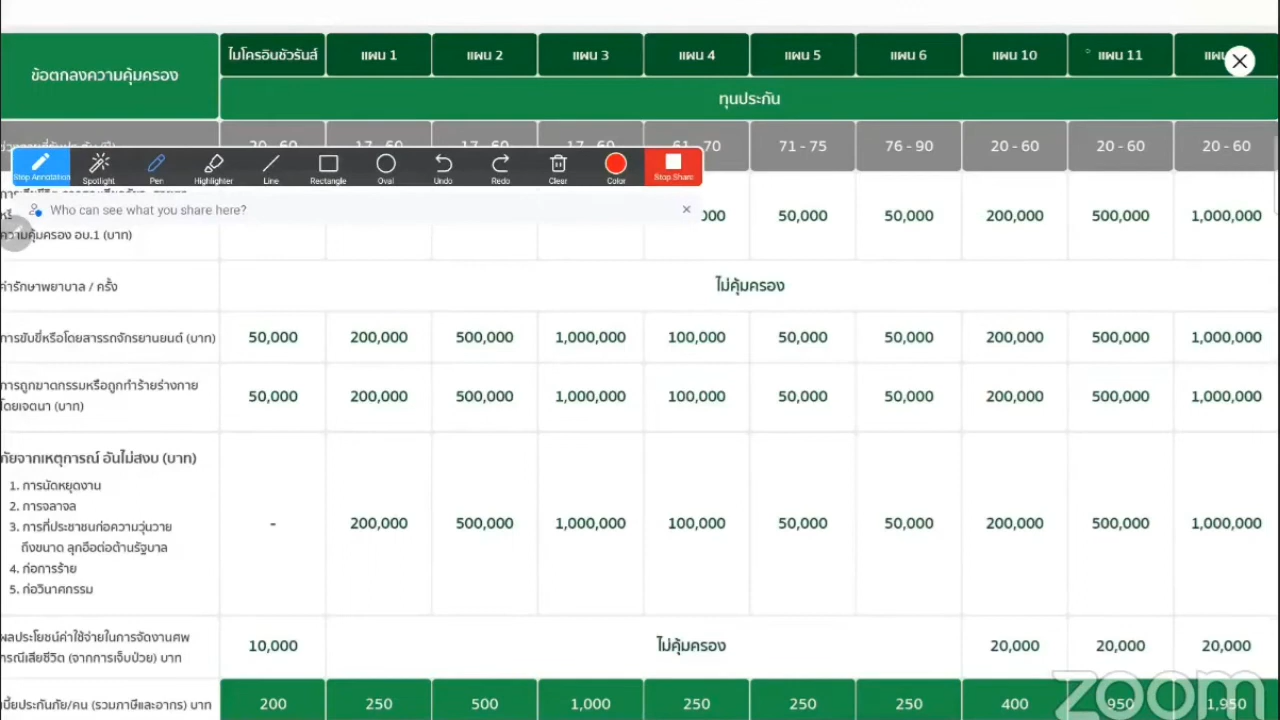 ข้อตกลงความคุ้มครอง
ไมโครอินชัวรันส์ แผน 1 แผน 2 แผน 3 แผน 4 แผน 5 แผน 6 แผน 10 แผน 11
ทุนประกัน
71 - 75 76 - 90 20 - 60 20 - 60 20 - 60
Stop Annotation Spotlight Pen Highlighter Line Rectangle Oval Undo Redo Clear Color Stop Share
Who can see what you share here?
50,000 50,000 200,000 500,000 1,000,000
ความคุ้มครอง อบ.1 (บาท)
ค่ารักษาพยาบาล / ครั้ง ไม่คุ้มครอง
การขับขี่หรือโดยสารรถจักรยานยนต์ (บาท) 50,000 200,000 500,000 1,000,000 100,000 50,000 50,000 200,000 500,000 1,000,000
การถูกฆาตกรรมหรือถูกทำร้ายร่างกาย
โดยเจตนา (บาท) 50,000 200,000 500,000 1,000,000 100,000 50,000 50,000 200,000 500,000 1,000,000
ภัยจากเหตุการณ์ อันไม่สงบ (บาท)
1. การนัดหยุดงาน
2. การจลาจล
3. การที่ประชาชนก่อความวุ่นวาย
ถึงขนาด ลุกฮือต่อต้านรัฐบาล
4. ก่อการร้าย
5. ก่อวินาศกรรม
- 200,000 500,000 1,000,000 100,000 50,000 50,000 200,000 500,000 1,000,000
ผลประโยชน์ค่าใช้จ่ายในการจัดงานศพ
กรณีเสียชีวิต (จากการเจ็บป่วย) บาท
10,000 ไม่คุ้มครอง 20,000 20,000 20,000
เบี้ยประกันภัย/คน (รวมภาษีและอากร) บาท 200 250 500 1,000 250 250 250 400 950 1,950
zoom